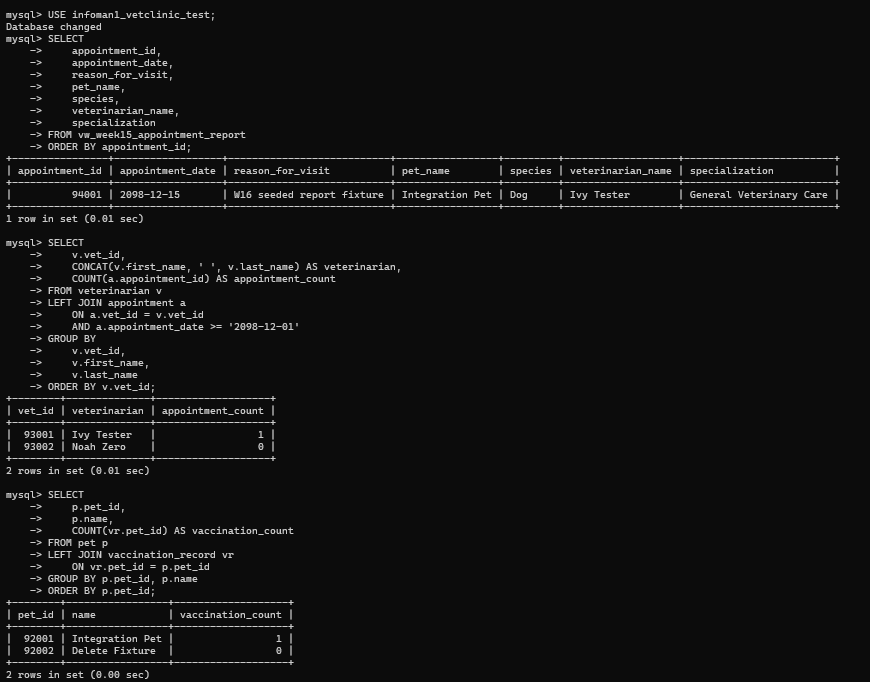 mysql> USE infoman1_vetclinic_test;
Database changed
mysql> SELECT
    ->     appointment_id,
    ->     appointment_date,
    ->     reason_for_visit,
    ->     pet_name,
    ->     species,
    ->     veterinarian_name,
    ->     specialization
    -> FROM vw_week15_appointment_report
    -> ORDER BY appointment_id;
+----------------+------------------+---------------------------+-----------------+---------+-------------------+-------------------------+
| appointment_id | appointment_date | reason_for_visit          | pet_name        | species | veterinarian_name | specialization          |
+----------------+------------------+---------------------------+-----------------+---------+-------------------+-------------------------+
|          94001 | 2098-12-15       | W16 seeded report fixture | Integration Pet | Dog     | Ivy Tester        | General Veterinary Care |
+----------------+------------------+---------------------------+-----------------+---------+-------------------+-------------------------+
1 row in set (0.01 sec)

mysql> SELECT
    ->     v.vet_id,
    ->     CONCAT(v.first_name, ' ', v.last_name) AS veterinarian,
    ->     COUNT(a.appointment_id) AS appointment_count
    -> FROM veterinarian v
    -> LEFT JOIN appointment a
    ->     ON a.vet_id = v.vet_id
    ->     AND a.appointment_date >= '2098-12-01'
    -> GROUP BY
    ->     v.vet_id,
    ->     v.first_name,
    ->     v.last_name
    -> ORDER BY v.vet_id;
+--------+--------------+-------------------+
| vet_id | veterinarian | appointment_count |
+--------+--------------+-------------------+
|  93001 | Ivy Tester   |                 1 |
|  93002 | Noah Zero    |                 0 |
+--------+--------------+-------------------+
2 rows in set (0.01 sec)

mysql> SELECT
    ->     p.pet_id,
    ->     p.name,
    ->     COUNT(vr.pet_id) AS vaccination_count
    -> FROM pet p
    -> LEFT JOIN vaccination_record vr
    ->     ON vr.pet_id = p.pet_id
    -> GROUP BY p.pet_id, p.name
    -> ORDER BY p.pet_id;
+--------+-----------------+-------------------+
| pet_id | name            | vaccination_count |
+--------+-----------------+-------------------+
|  92001 | Integration Pet |                 1 |
|  92002 | Delete Fixture  |                 0 |
+--------+-----------------+-------------------+
2 rows in set (0.00 sec)